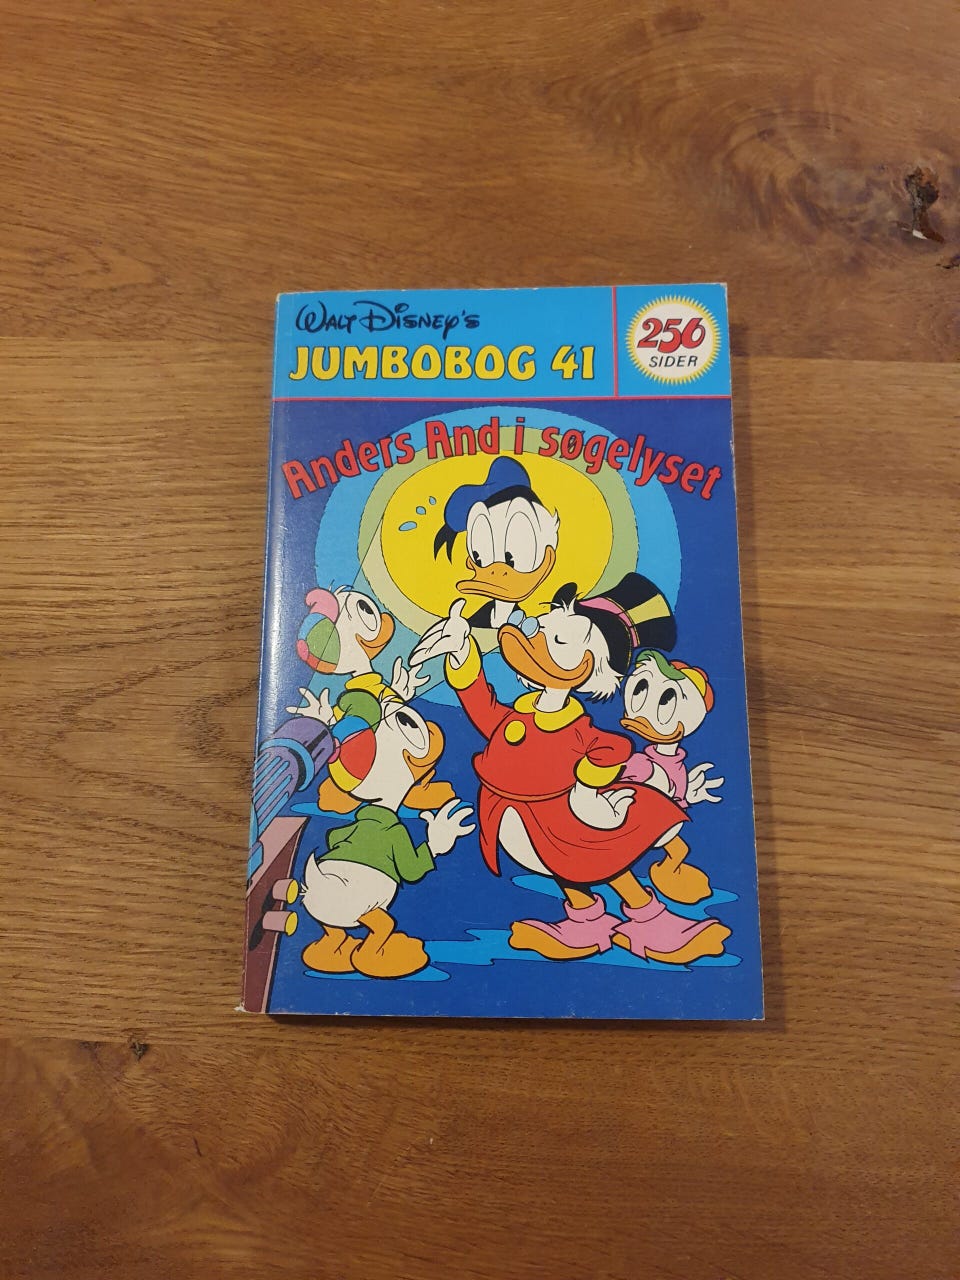 Walt Disney's
JUMBOBOG 41
256
SIDER
Anders And i søgelyset